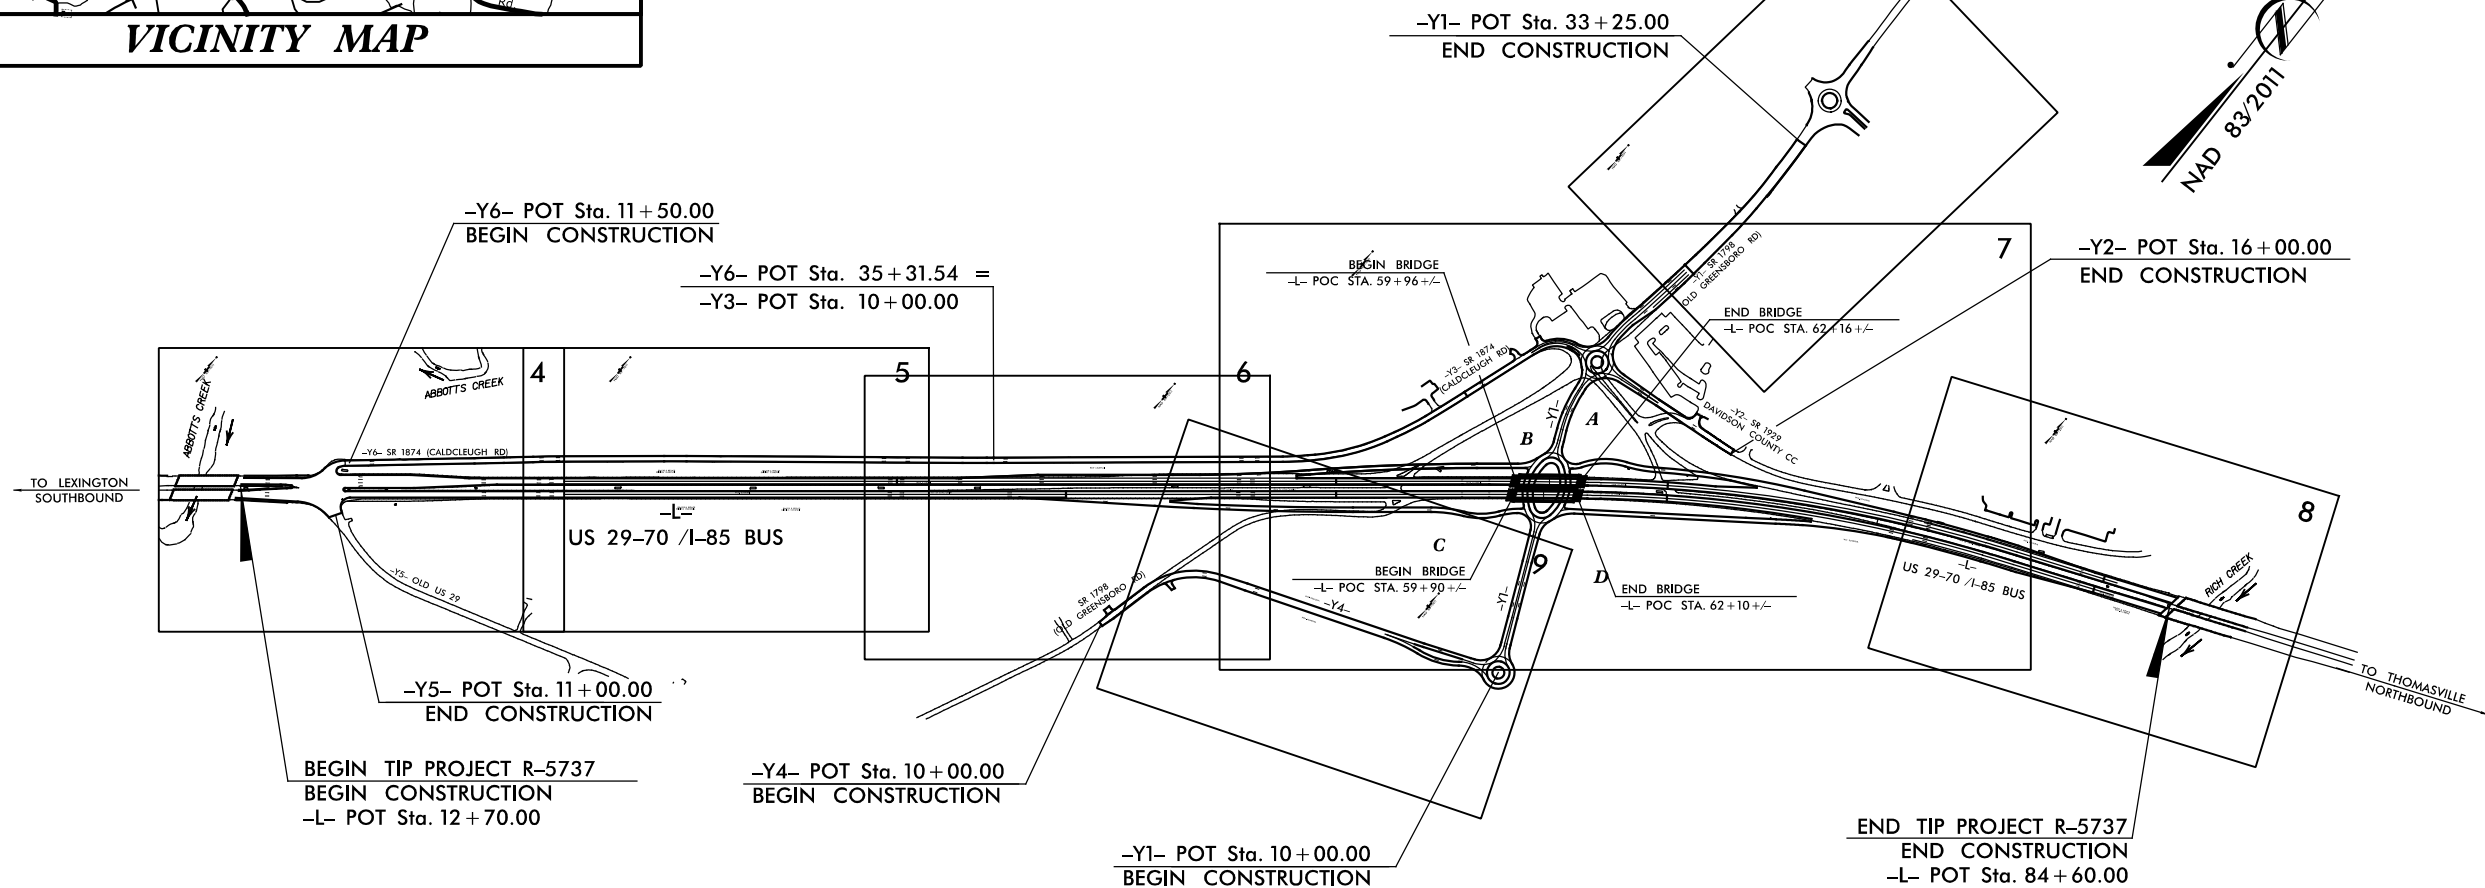 Rd
VICINITY MAP
–Y1– POT Sta. 33+25.00
END CONSTRUCTION
NAD 83/2011
–Y6– POT Sta. 11+50.00
BEGIN CONSTRUCTION
–Y6– POT Sta. 35+31.54 =
–Y3– POT Sta. 10+00.00
BEGIN BRIDGE
–L– POC STA. 59+96+/–
7
–Y2– POT Sta. 16+00.00
END CONSTRUCTION
–Y1– SR 1798
(OLD GREENSBORO RD)
Y1
END BRIDGE
–L– POC STA. 62+16+/–
4
5
6
ABBOTTS CREEK
ABBOTTS CREEK
–Y3– SR 1874
(CALDCLEUGH RD)
–Y1–
A
B
–Y2– SR 1929
DAVIDSON COUNTY CC
–Y6– SR 1874 (CALDCLEUGH RD)
TO LEXINGTON
SOUTHBOUND
–L–
US 29–70 /I–85 BUS
C
9
D
8
BEGIN BRIDGE
–L– POC STA. 59+90+/–
END BRIDGE
–L– POC STA. 62+10+/–
–L–
US 29–70 /I–85 BUS
RICH CREEK
–Y5– OLD US 29
SR 1798
(OLD GREENSBORO RD)
–Y4–
–Y1–
TO THOMASVILLE
NORTHBOUND
–Y5– POT Sta. 11+00.00
END CONSTRUCTION
BEGIN TIP PROJECT R–5737
BEGIN CONSTRUCTION
–L– POT Sta. 12+70.00
–Y4– POT Sta. 10+00.00
BEGIN CONSTRUCTION
–Y1– POT Sta. 10+00.00
BEGIN CONSTRUCTION
END TIP PROJECT R–5737
END CONSTRUCTION
–L– POT Sta. 84+60.00